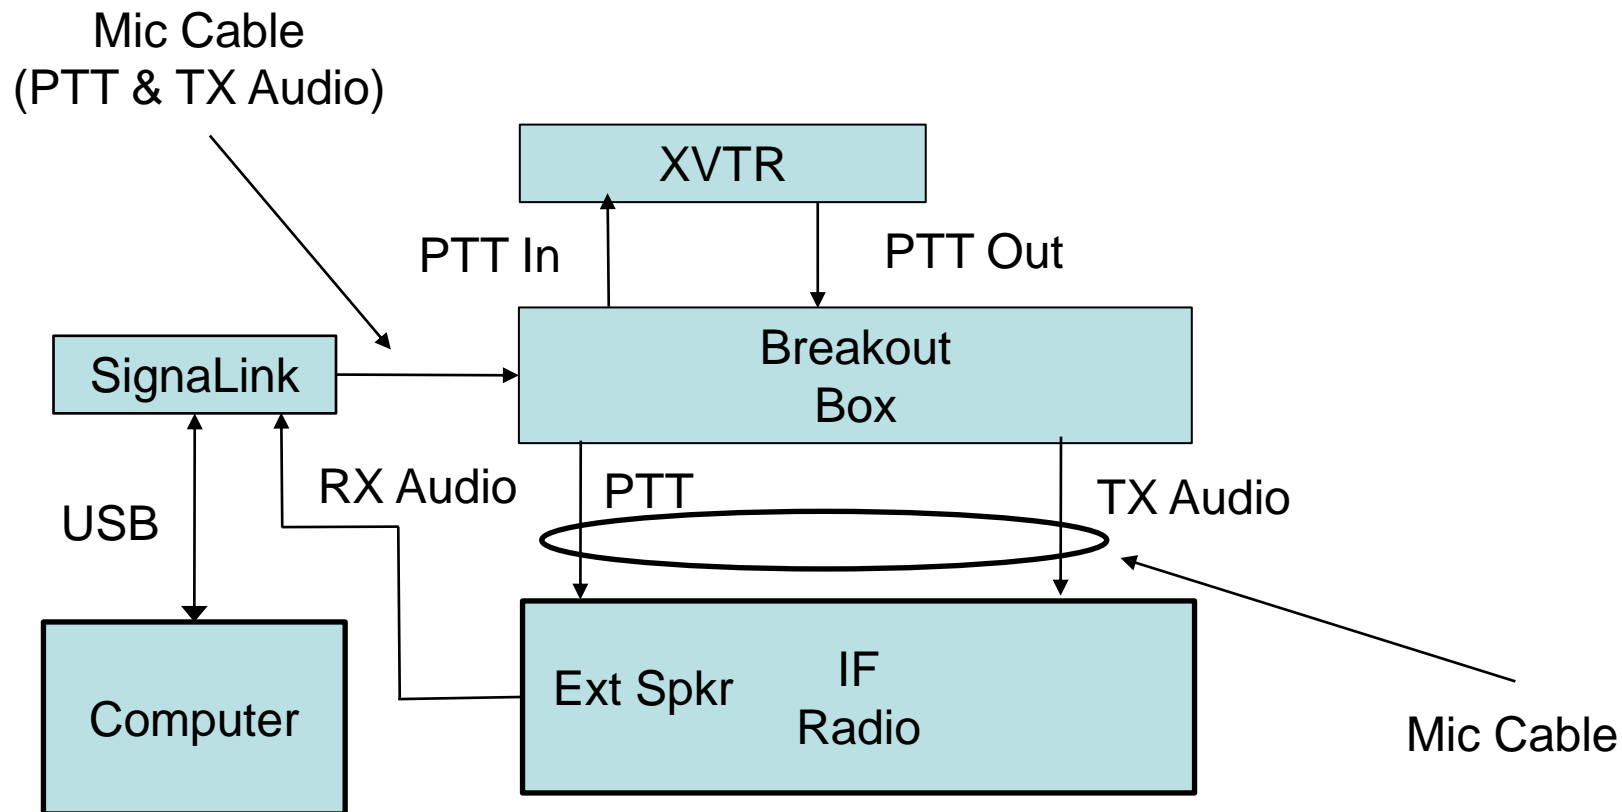 Mic Cable
(PTT & TX Audio)
XVTR
PTT In
PTT Out
SignaLink
Breakout
Box
RX Audio
PTT
TX Audio
USB
Computer
Ext Spkr
IF
Radio
Mic Cable